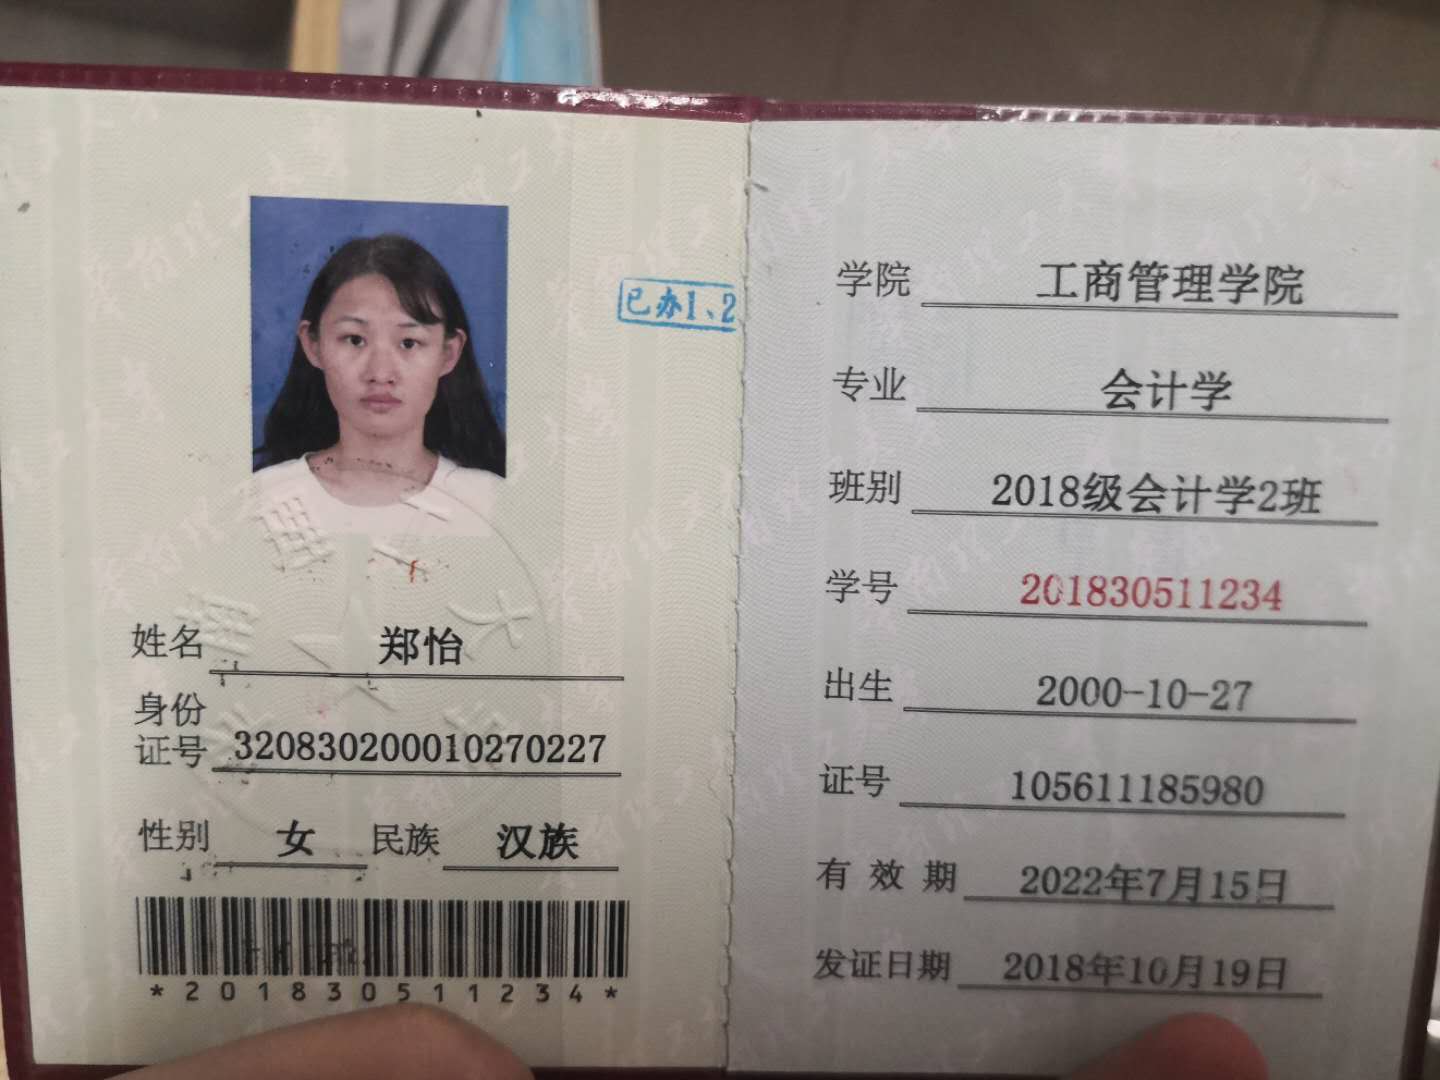 已办1、2
姓名 郑怡
身份
证号 320830200010270227
性别 女 民族 汉族
*201830511234*
学院 工商管理学院
专业 会计学
班别 2018级会计学2班
学号 201830511234
出生 2000-10-27
证号 105611185980
有效期 2022年7月15日
发证日期 2018年10月19日